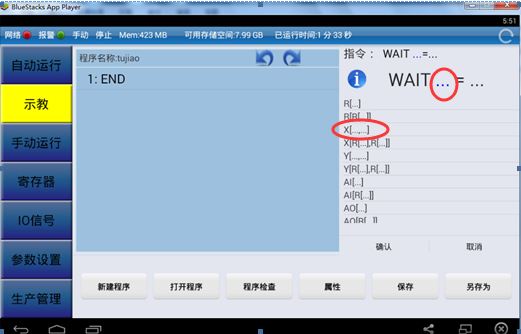 BlueStacks App Player
5:51
网络 报警 手动 停止 Mem:423 MB 可用存储空间:7.99 GB 已运行时间:1 分 33 秒
自动运行
示教
手动运行
寄存器
IO信号
参数设置
生产管理
程序名称:tujiao
1: END
指令: WAIT ...=...
WAIT ... = ...
R[...]
R[R[...]]
X[...,...]
X[R[...],R[...]]
Y[...,...]
Y[R[...],R[...]]
AI[...]
AI[R[...]]
AO[...]
AO[R[...]]
确认 取消
新建程序 打开程序 程序检查 属性 保存 另存为